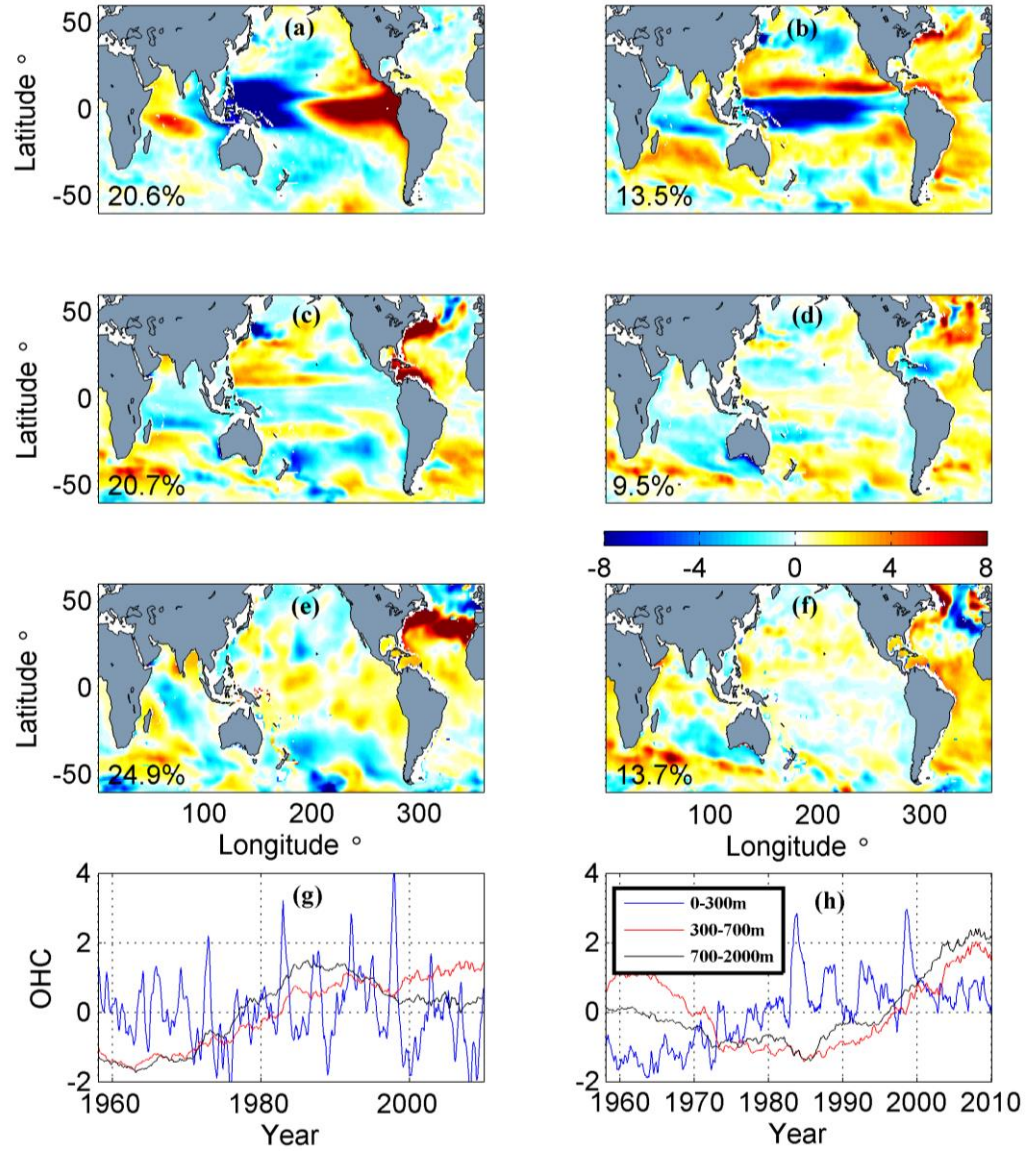 (a)
(b)
Latitude °
50
0
-50
20.6%
13.5%
(c)
(d)
Latitude °
50
0
-50
20.7%
9.5%
-8 -4 0 4 8
(e)
(f)
Latitude °
50
0
-50
24.9%
13.7%
100 200 300
100 200 300
Longitude °
Longitude °
(g)
(h)
OHC
4
2
0
-2
4
2
0
-2
0-300m
300-700m
700-2000m
1960 1980 2000
1960 1970 1980 1990 2000 2010
Year
Year